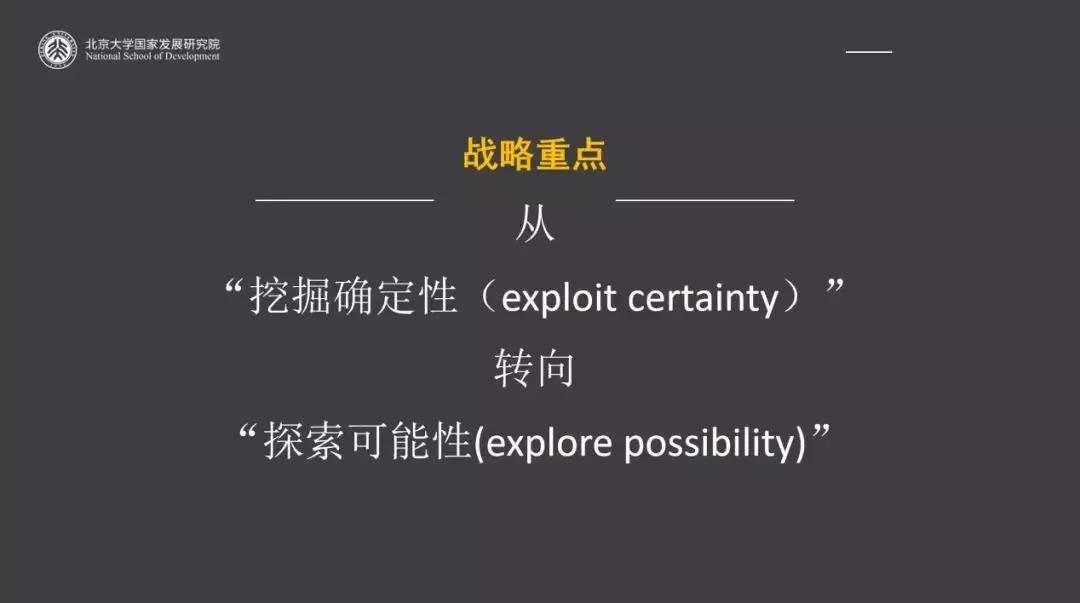 北京大学国家发展研究院
National School of Development
战略重点
从
“挖掘确定性（exploit certainty）”
转向
“探索可能性(explore possibility)”